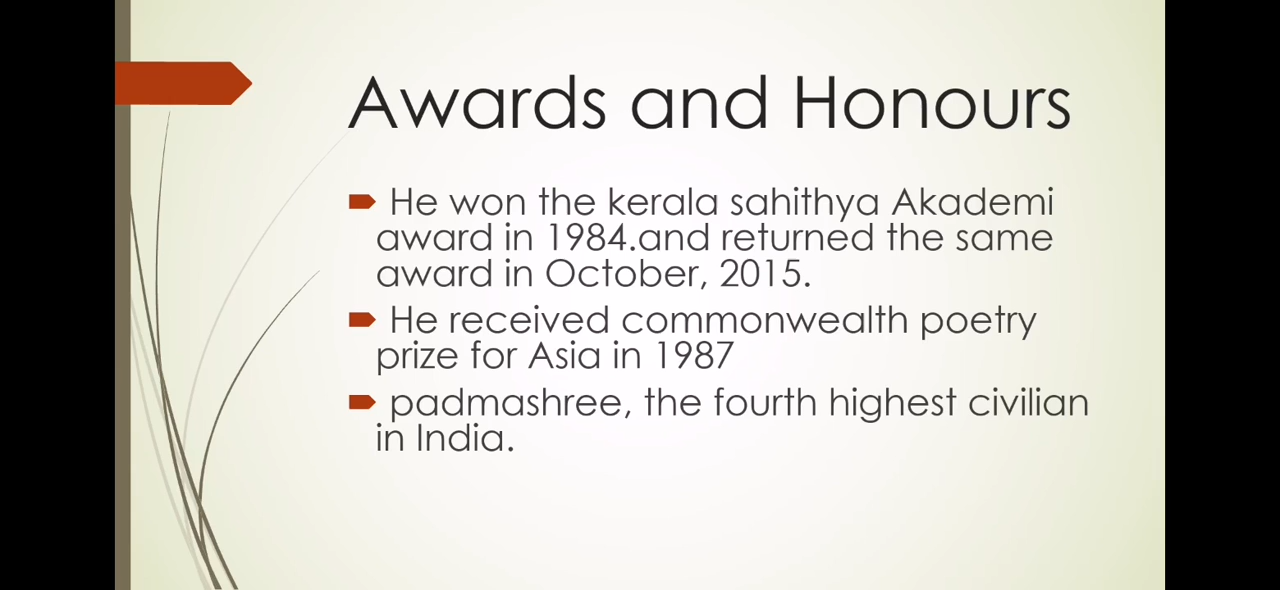 Awards and Honours
He won the kerala sahithya Akademi
award in 1984.and returned the same
award in October, 2015.
He received commonwealth poetry
prize for Asia in 1987
padmashree, the fourth highest civilian
in India.